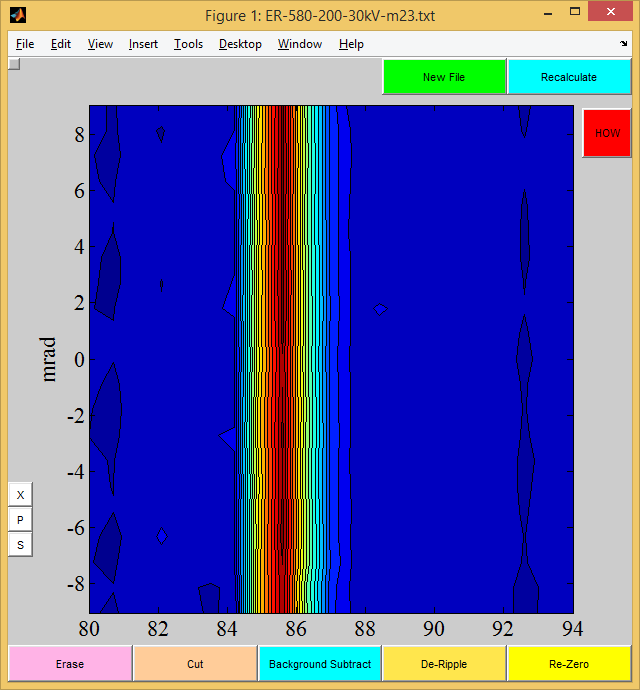 Figure 1: ER-580-200-30kV-m23.txt
File Edit View Insert Tools Desktop Window Help
New File Recalculate
HOW
8
6
4
2
0
-2
-4
-6
-8
mrad
X
P
S
80 82 84 86 88 90 92 94
Erase Cut Background Subtract De-Ripple Re-Zero